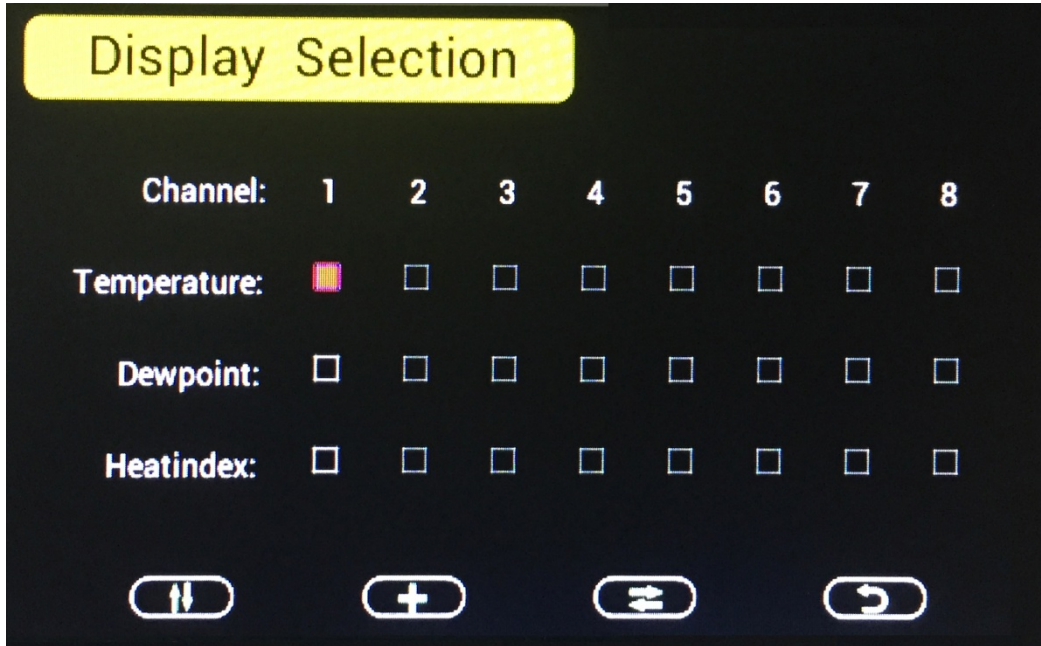 Display Selection
Channel: 1 2 3 4 5 6 7 8
Temperature:
Dewpoint:
Heatindex: